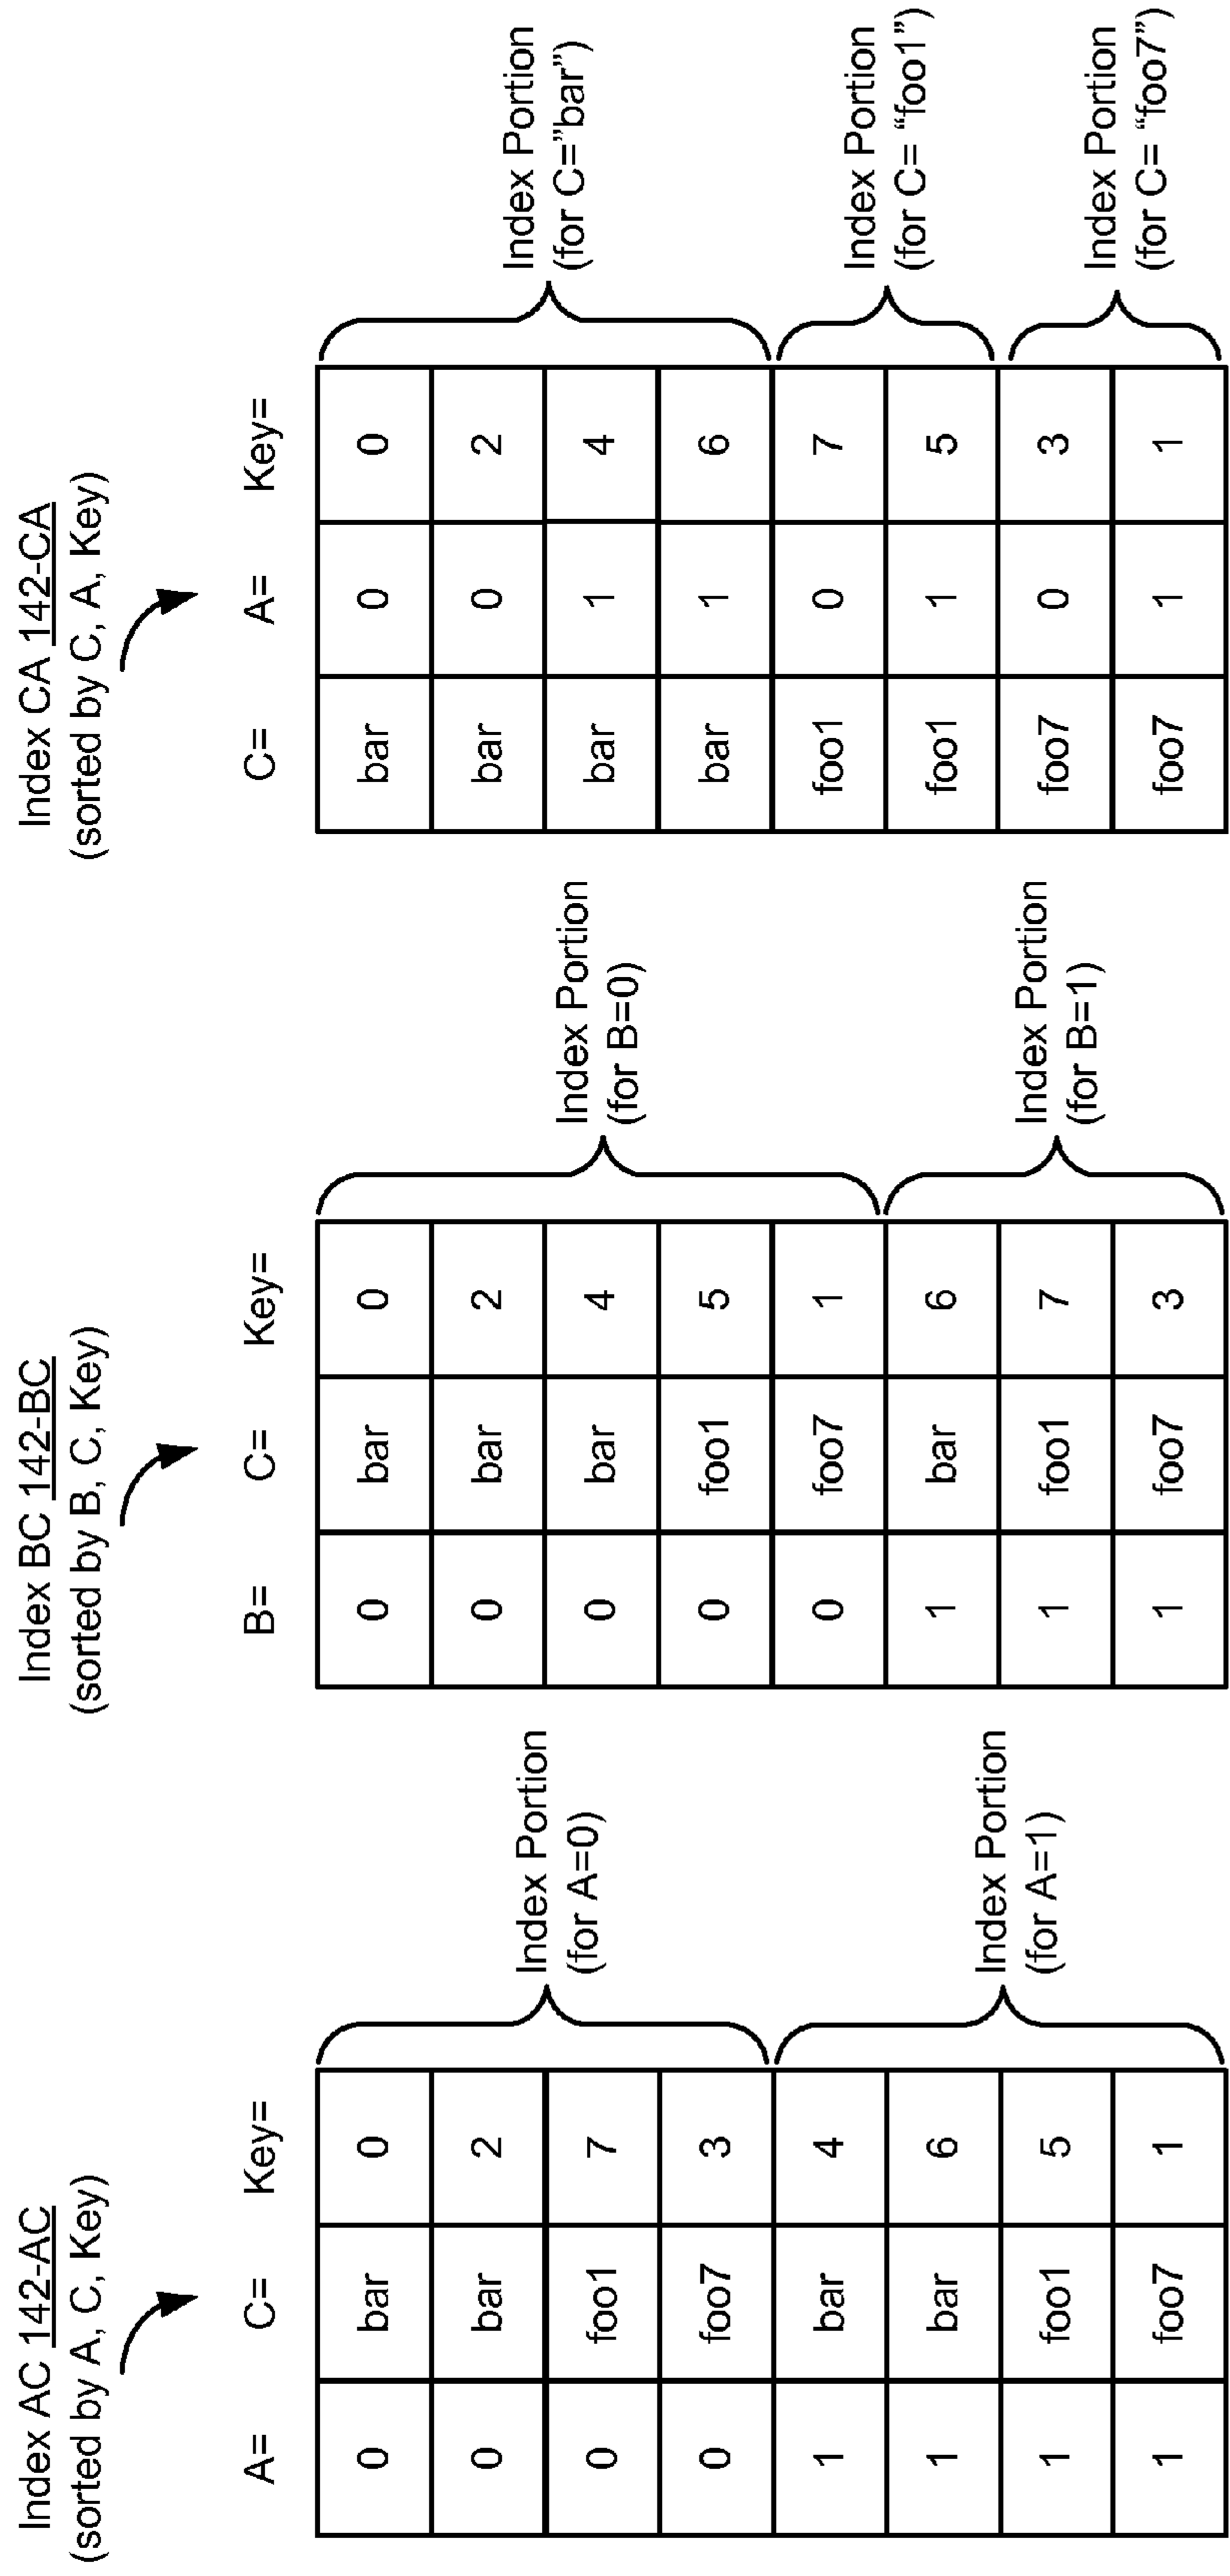 Index AC 142-AC
(sorted by A, C, Key)
A= C= Key=
0 bar 0
0 bar 2
0 foo1 7
0 foo7 3
1 bar 4
1 bar 6
1 foo1 5
1 foo7 1
Index Portion
(for A=0)
Index Portion
(for A=1)
Index BC 142-BC
(sorted by B, C, Key)
B= C= Key=
0 bar 0
0 bar 2
0 bar 4
0 foo1 5
0 foo7 1
1 bar 6
1 foo1 7
1 foo7 3
Index Portion
(for B=0)
Index Portion
(for B=1)
Index CA 142-CA
(sorted by C, A, Key)
C= A= Key=
bar 0 0
bar 0 2
bar 1 4
bar 1 6
foo1 0 7
foo1 1 5
foo7 0 3
foo7 1 1
Index Portion
(for C=”bar”)
Index Portion
(for C= “foo1”)
Index Portion
(for C= “foo7”)